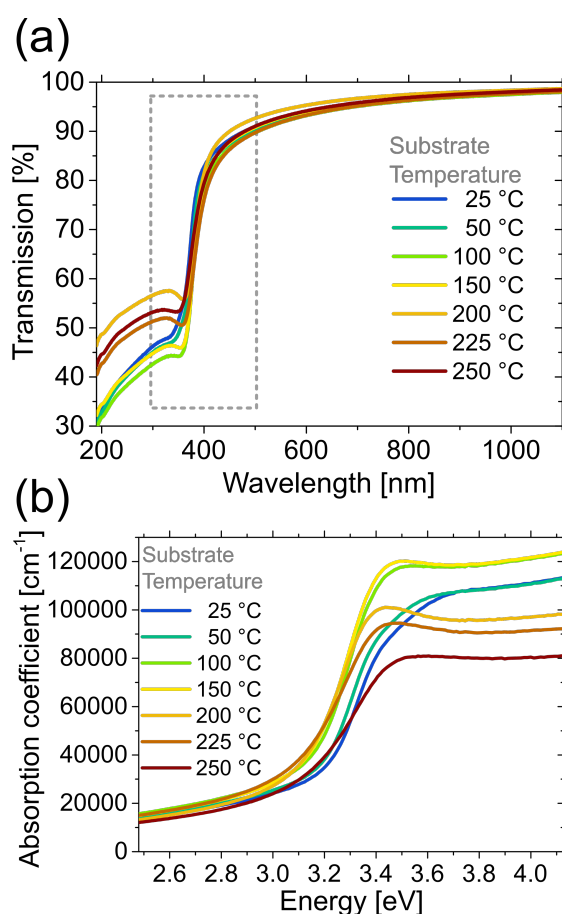 (a)
100
90
80
70
60
50
40
30
Transmission [%]
Substrate
Temperature
25 °C
50 °C
100 °C
150 °C
200 °C
225 °C
250 °C
200 400 600 800 1000
Wavelength [nm]
(b)
120000
100000
80000
60000
40000
20000
0
Absorption coefficient [cm⁻¹]
Substrate
Temperature
25 °C
50 °C
100 °C
150 °C
200 °C
225 °C
250 °C
2.6 2.8 3.0 3.2 3.4 3.6 3.8 4.0
Energy [eV]